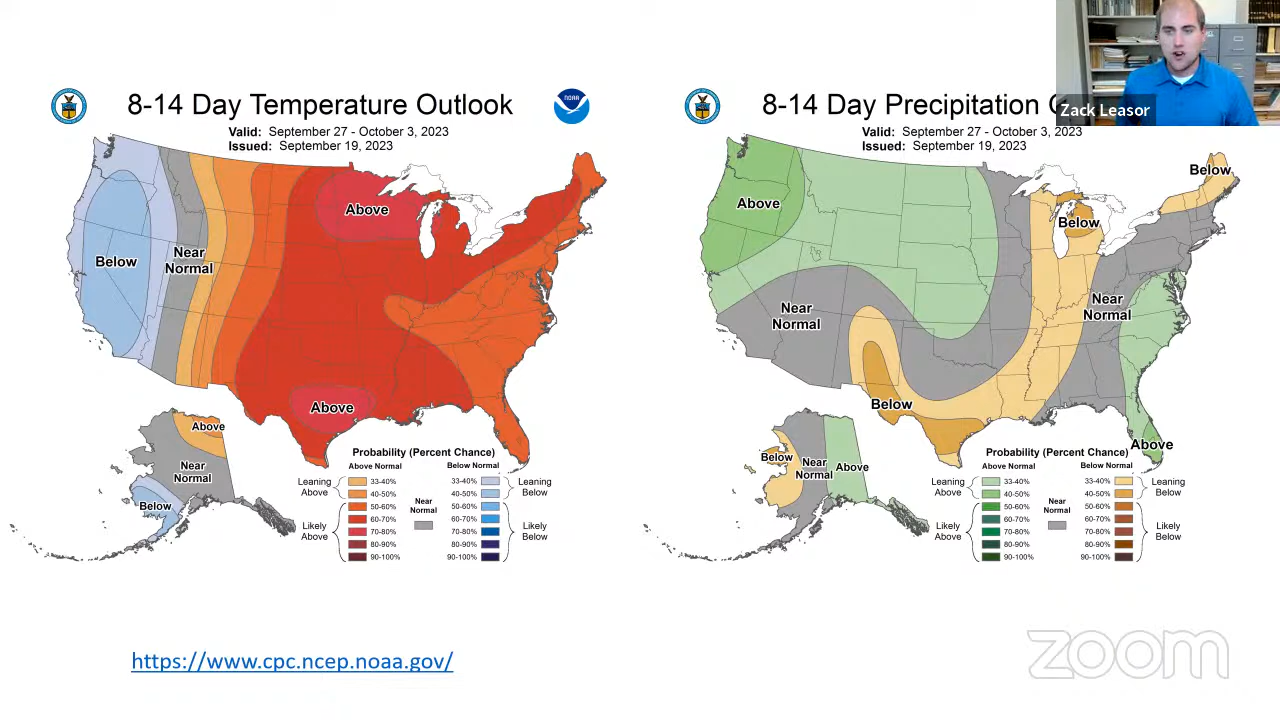 Zack Leasor
8-14 Day Temperature Outlook
NOAA
Valid: September 27 - October 3, 2023
Issued: September 19, 2023
Below
Near
Normal
Above
Above
Above
Near
Normal
Below
Probability (Percent Chance)
Above Normal
Below Normal
Leaning
Above
33-40%
40-50%
50-60%
60-70%
70-80%
80-90%
90-100%
Likely
Above
Near
Normal
33-40%
40-50%
50-60%
60-70%
70-80%
80-90%
90-100%
Leaning
Below
Likely
Below
8-14 Day Precipitation
Valid: September 27 - October 3, 2023
Issued: September 19, 2023
Above
Below
Below
Near
Normal
Near
Normal
Below
Above
Below
Near
Normal
Above
Probability (Percent Chance)
Above Normal
Below Normal
Leaning
Above
33-40%
40-50%
50-60%
60-70%
70-80%
80-90%
90-100%
Likely
Above
Near
Normal
33-40%
40-50%
50-60%
60-70%
70-80%
80-90%
90-100%
Leaning
Below
Likely
Below
https://www.cpc.ncep.noaa.gov/
zoom